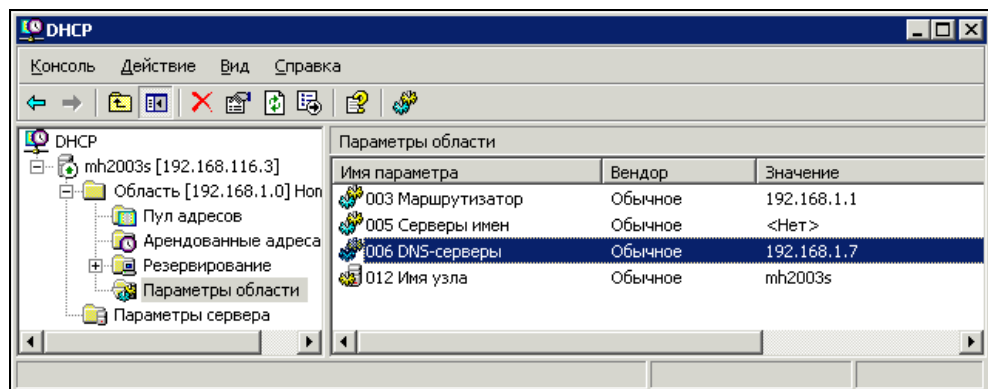 DHCP
Консоль Действие Вид Справка
DHCP
mh2003s [192.168.116.3]
Область [192.168.1.0] Hon
Пул адресов
Арендованные адреса
Резервирование
Параметры области
Параметры сервера
Параметры области
Имя параметра Вендор Значение
003 Маршрутизатор Обычное 192.168.1.1
005 Серверы имен Обычное <Нет>
006 DNS-серверы Обычное 192.168.1.7
012 Имя узла Обычное mh2003s